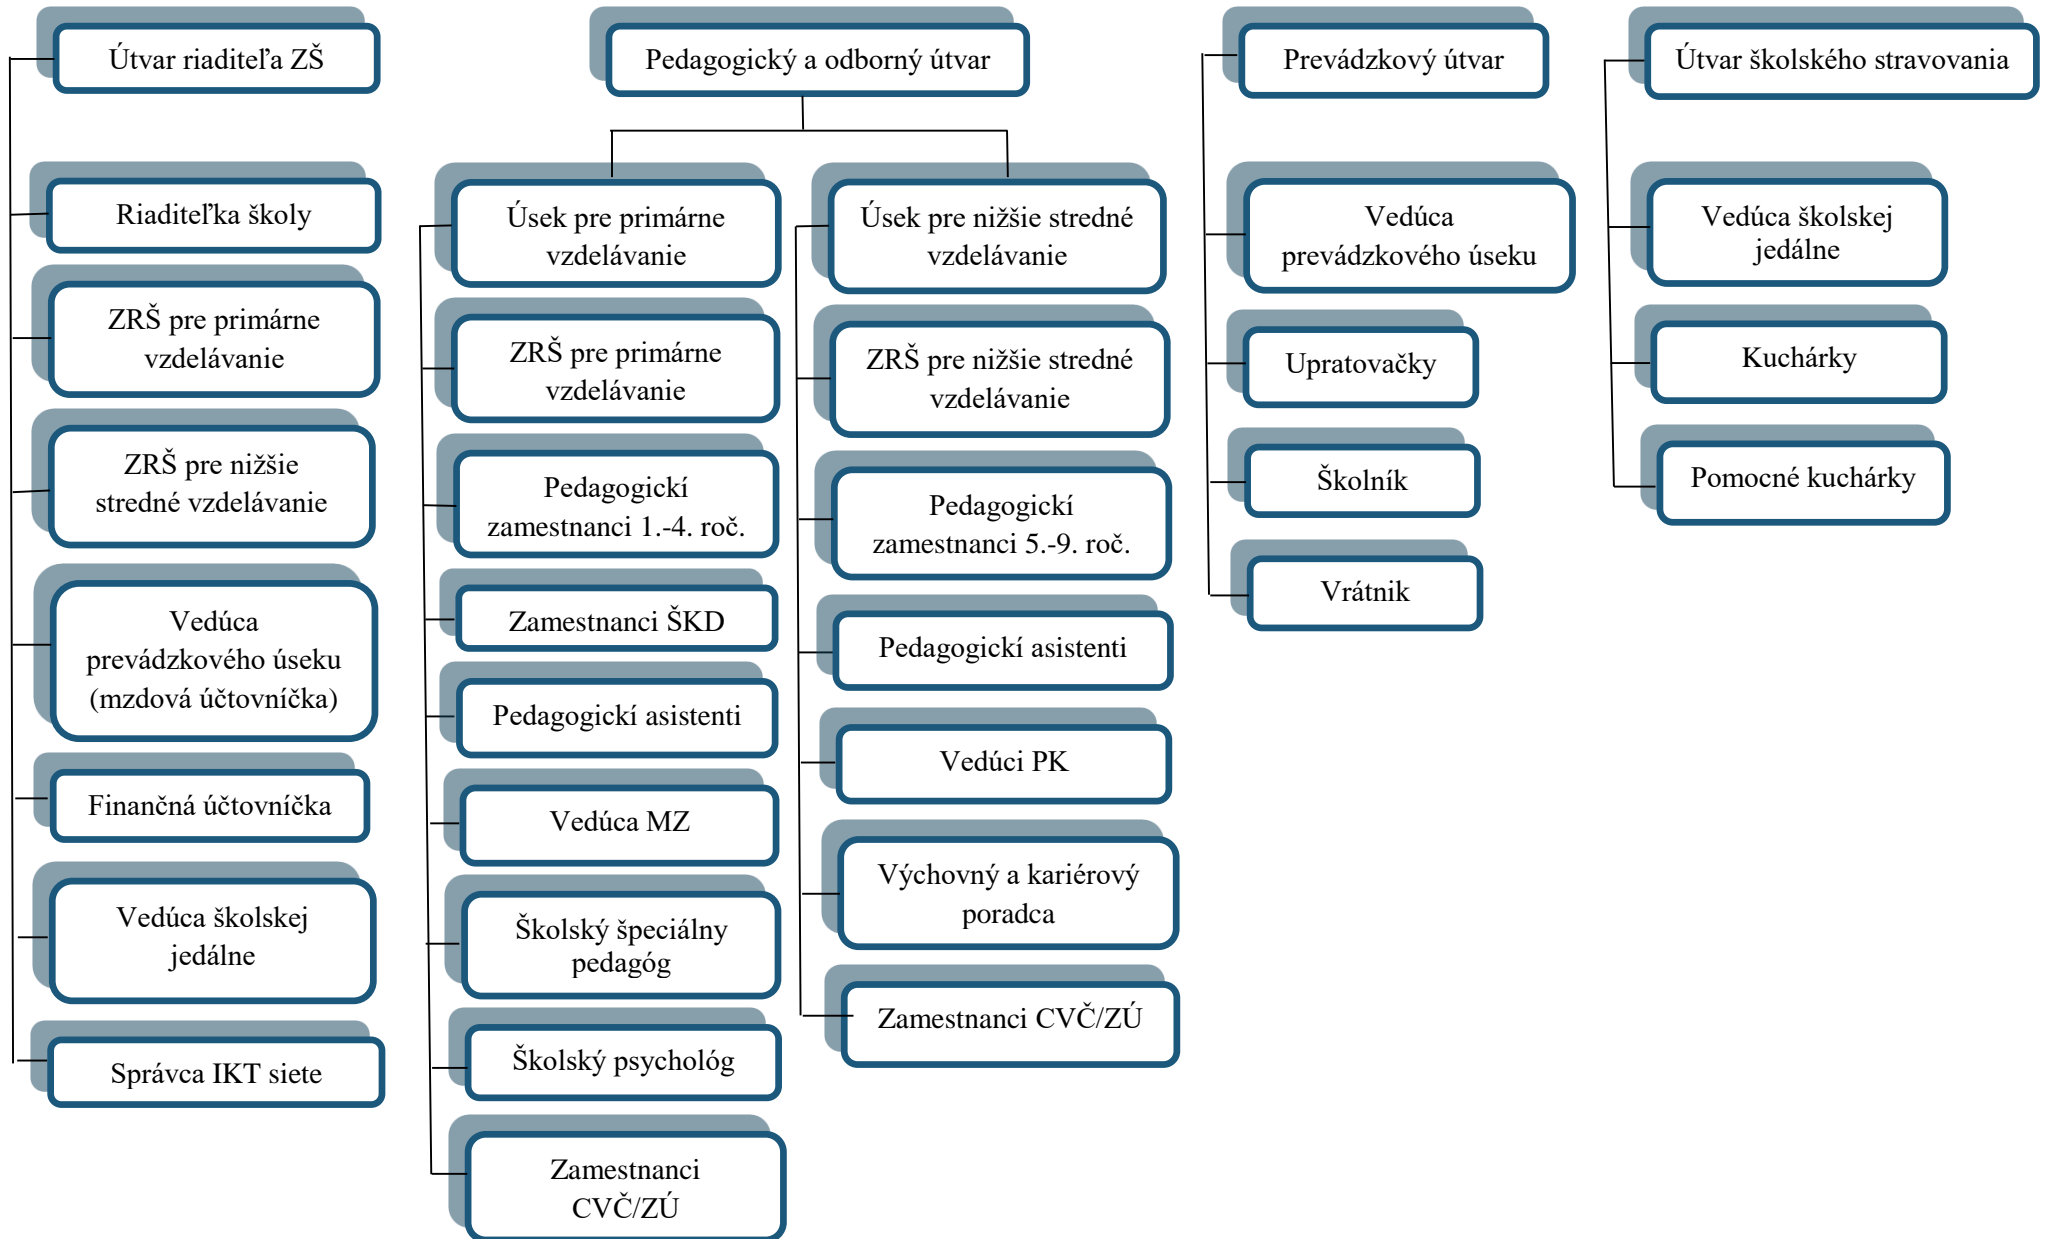 Útvar riaditeľa ZŠ
Riaditeľka školy
ZRŠ pre primárne
vzdelávanie
ZRŠ pre nižšie
stredné vzdelávanie
Vedúca
prevádzkového úseku
(mzdová účtovníčka)
Finančná účtovníčka
Vedúca školskej
jedálne
Správca IKT siete
Pedagogický a odborný útvar
Úsek pre primárne
vzdelávanie
ZRŠ pre primárne
vzdelávanie
Pedagogickí
zamestnanci 1.-4. roč.
Zamestnanci ŠKD
Pedagogickí asistenti
Vedúca MZ
Školský špeciálny
pedagóg
Školský psychológ
Zamestnanci
CVČ/ZÚ
Úsek pre nižšie stredné
vzdelávanie
ZRŠ pre nižšie stredné
vzdelávanie
Pedagogickí
zamestnanci 5.-9. roč.
Pedagogickí asistenti
Vedúci PK
Výchovný a kariérový
poradca
Zamestnanci CVČ/ZÚ
Prevádzkový útvar
Vedúca
prevádzkového úseku
Upratovačky
Školník
Vrátnik
Útvar školského stravovania
Vedúca školskej
jedálne
Kuchárky
Pomocné kuchárky